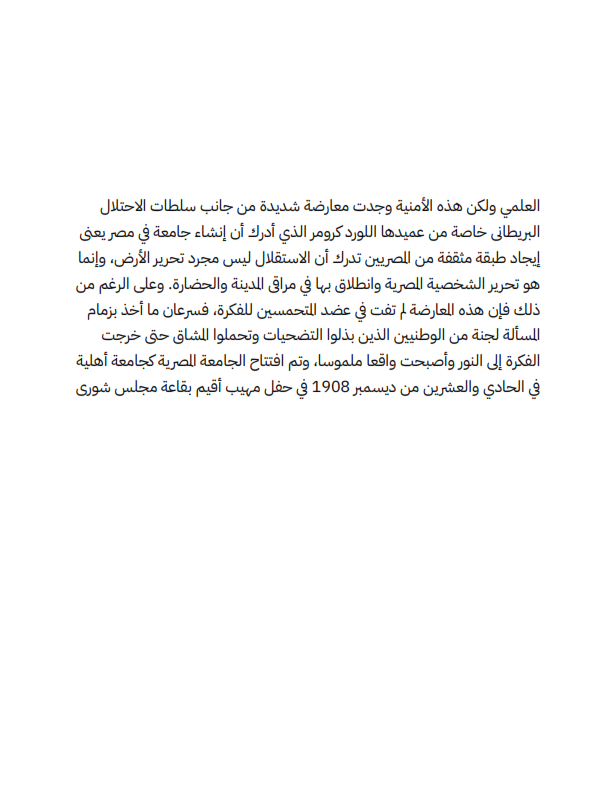 العلمي ولكن هذه الأمنية وجدت معارضة شديدة من جانب سلطات الاحتلال
البريطانى خاصة من عميدها اللورد كرومر الذي أدرك أن إنشاء جامعة في مصر يعنى
إيجاد طبقة مثقفة من المصريين تدرك أن الاستقلال ليس مجرد تحرير الأرض، وإنما
هو تحرير الشخصية المصرية وانطلاق بها في مراقى المدينة والحضارة. وعلى الرغم من
ذلك فإن هذه المعارضة لم تفت في عضد المتحمسين للفكرة، فسرعان ما أخذ بزمام
المسألة لجنة من الوطنيين الذين بذلوا التضحيات وتحملوا المشاق حتى خرجت
الفكرة إلى النور وأصبحت واقعا ملموسا، وتم افتتاح الجامعة المصرية كجامعة أهلية
في الحادي والعشرين من ديسمبر 1908 في حفل مهيب أقيم بقاعة مجلس شورى